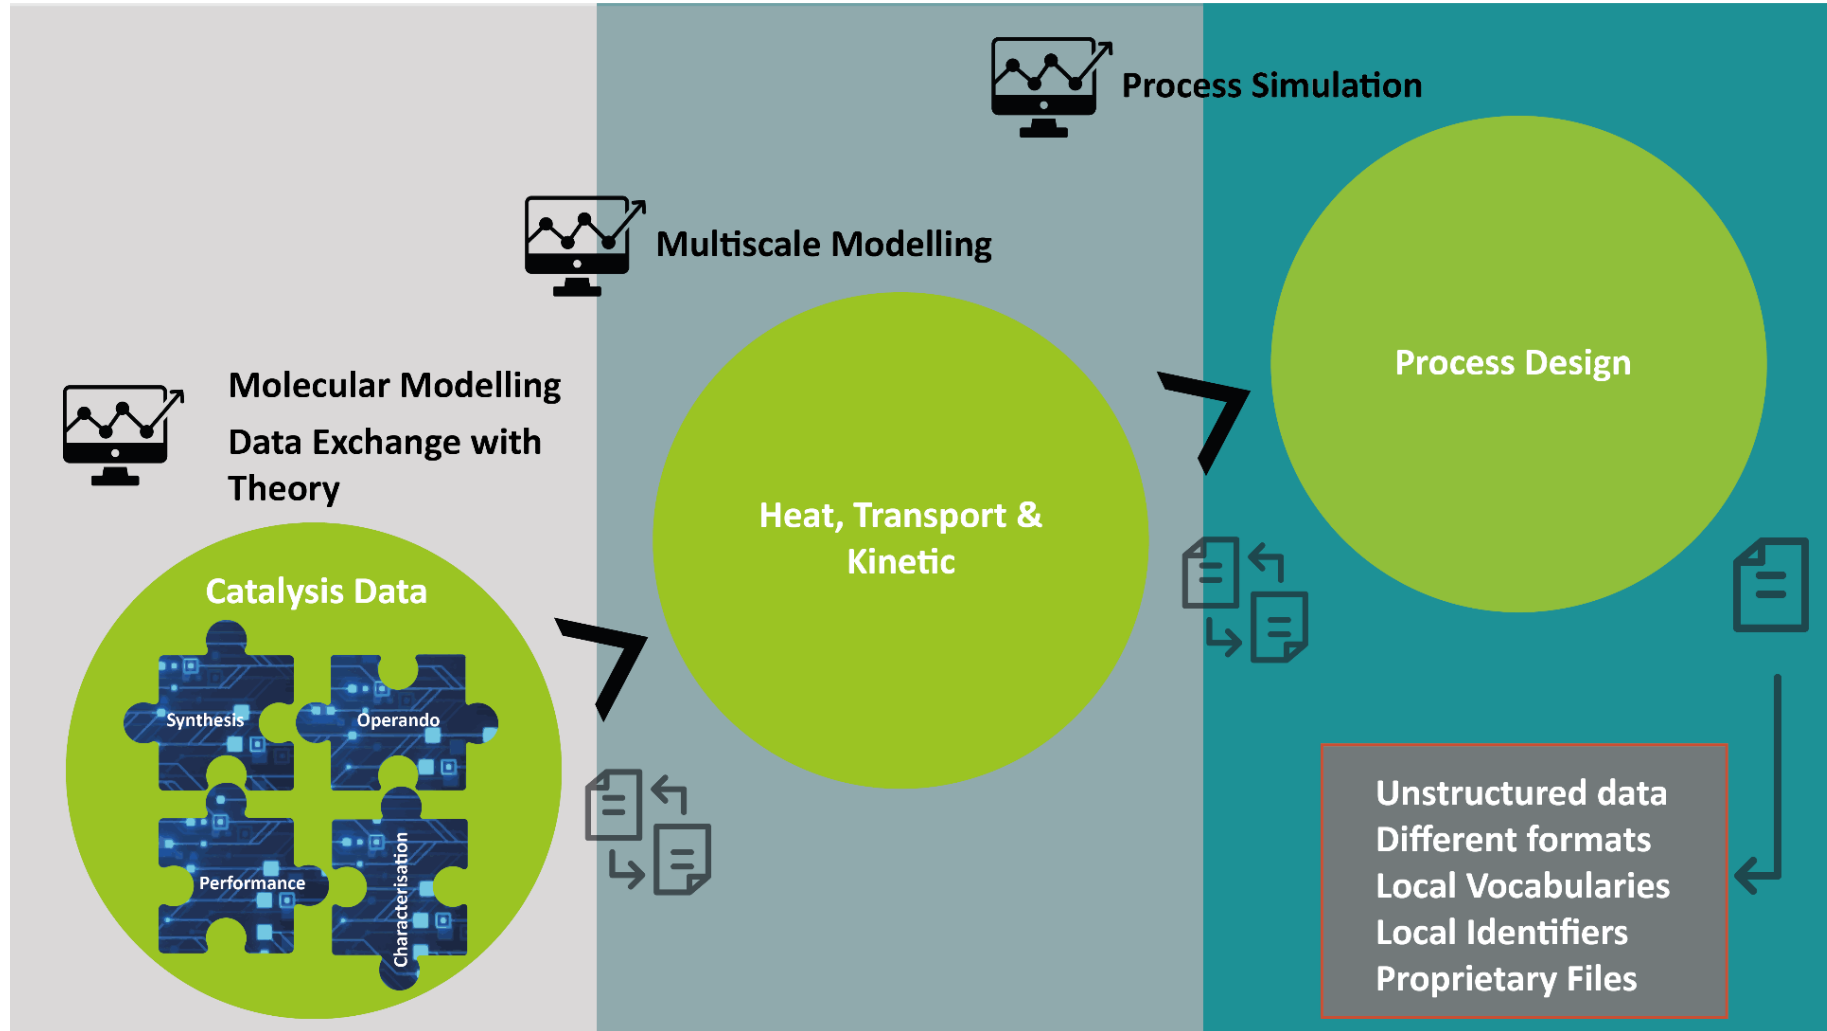 Process Simulation
Multiscale Modelling
Molecular Modelling
Data Exchange with
Theory
Catalysis Data
Synthesis
Operando
Performance
Characterisation
Heat, Transport &
Kinetic
Process Design
Unstructured data
Different formats
Local Vocabularies
Local Identifiers
Proprietary Files